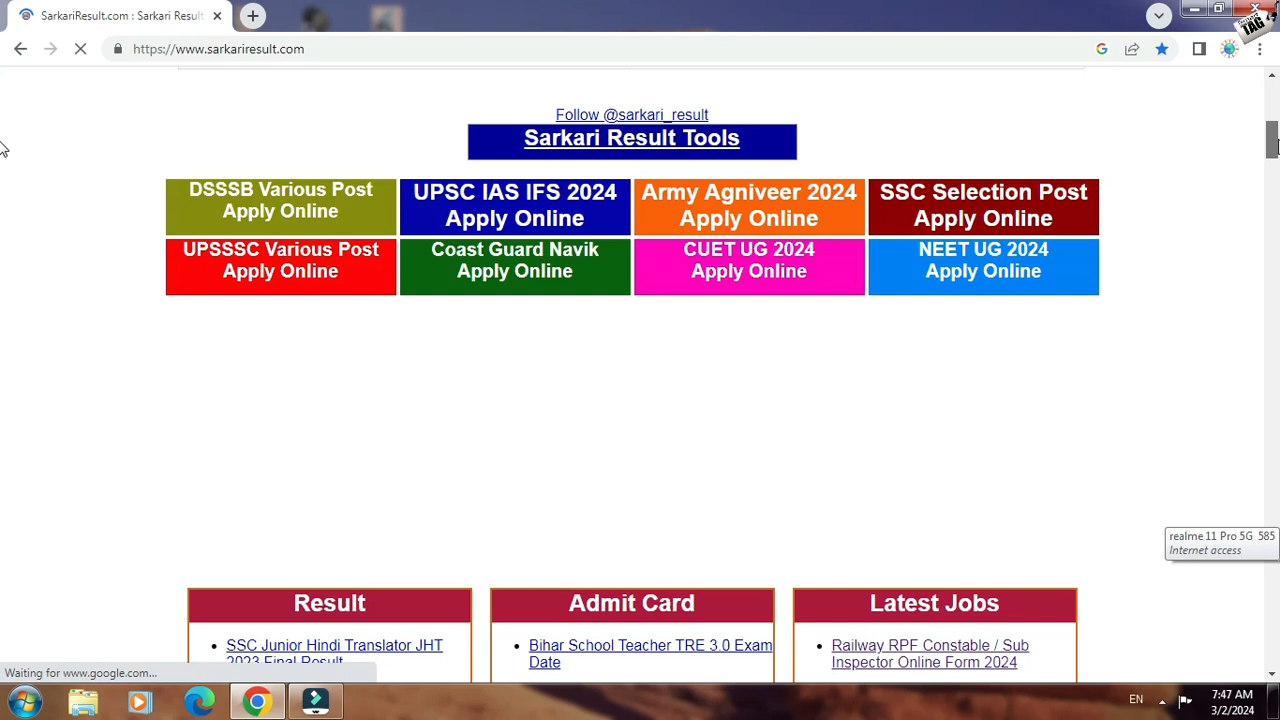 SarkariResult.com : Sarkari Result
https://www.sarkariresult.com
TAG
Follow @sarkari_result
Sarkari Result Tools
DSSSB Various Post
Apply Online
UPSC IAS IFS 2024
Apply Online
Army Agniveer 2024
Apply Online
SSC Selection Post
Apply Online
UPSSSC Various Post
Apply Online
Coast Guard Navik
Apply Online
CUET UG 2024
Apply Online
NEET UG 2024
Apply Online
realme 11 Pro 5G 585
Internet access
Result
SSC Junior Hindi Translator JHT
2023 Final Result
Admit Card
Bihar School Teacher TRE 3.0 Exam
Date
Latest Jobs
Railway RPF Constable / Sub
Inspector Online Form 2024
Waiting for www.google.com...
EN
7:47 AM
3/2/2024